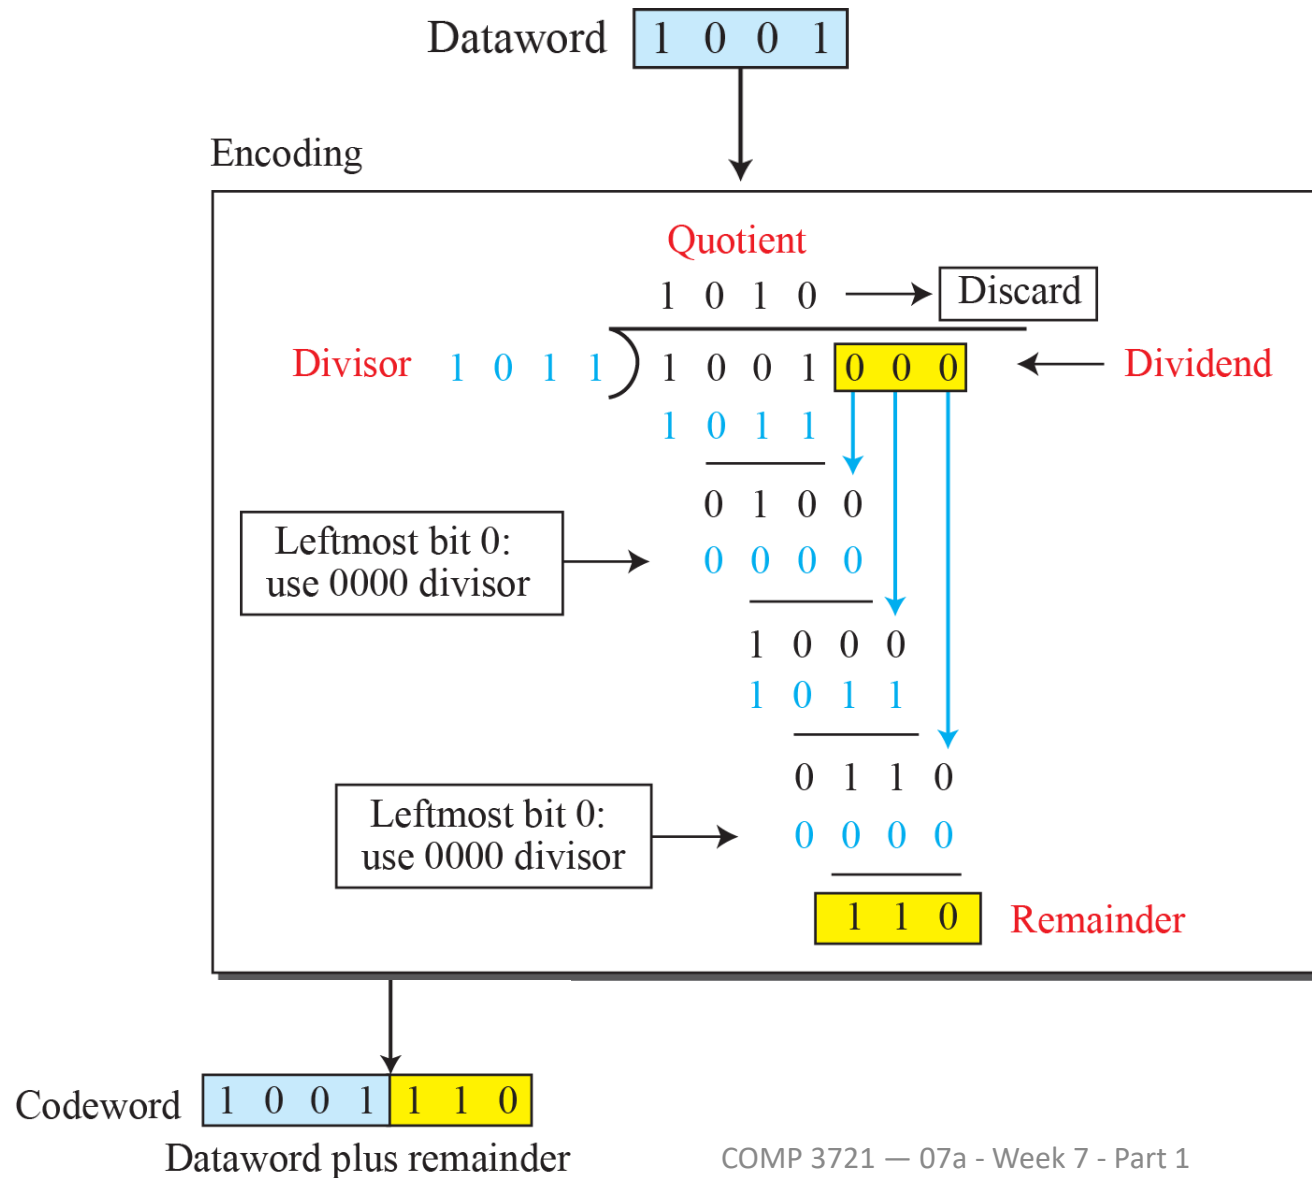 Dataword 1 0 0 1
Encoding
Quotient
1 0 1 0 Discard
Divisor 1 0 1 1 1 0 0 1 0 0 0 Dividend
1 0 1 1
0 1 0 0
Leftmost bit 0:
use 0000 divisor
0 0 0 0
1 0 0 0
1 0 1 1
0 1 1 0
Leftmost bit 0:
use 0000 divisor
0 0 0 0
1 1 0 Remainder
Codeword 1 0 0 1 1 1 0
Dataword plus remainder
COMP 3721 — 07a - Week 7 - Part 1